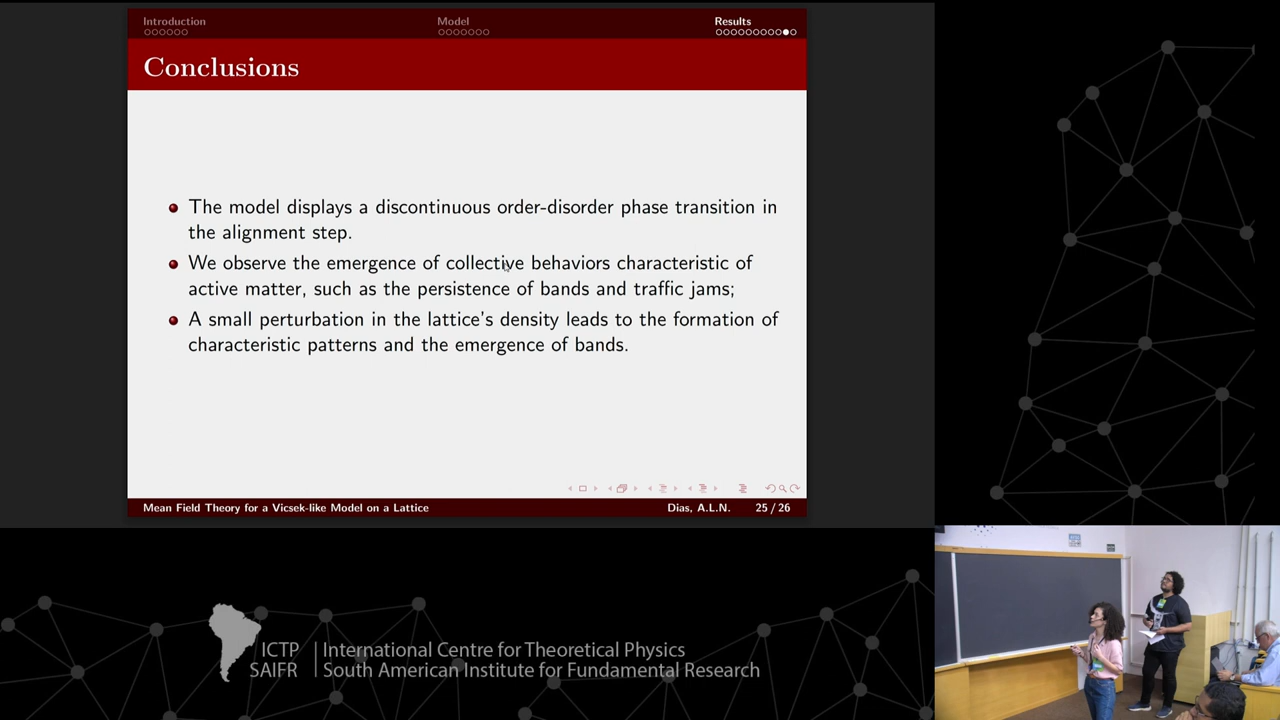 Introduction
Model
Results
Conclusions
The model displays a discontinuous order-disorder phase transition in
the alignment step.
We observe the emergence of collective behaviors characteristic of
active matter, such as the persistence of bands and traffic jams;
A small perturbation in the lattice's density leads to the formation of
characteristic patterns and the emergence of bands.
Mean Field Theory for a Vicsek-like Model on a Lattice
Dias, A.L.N.
25 / 26
ICTP
SAIFR
International Centre for Theoretical Physics
South American Institute for Fundamental Research